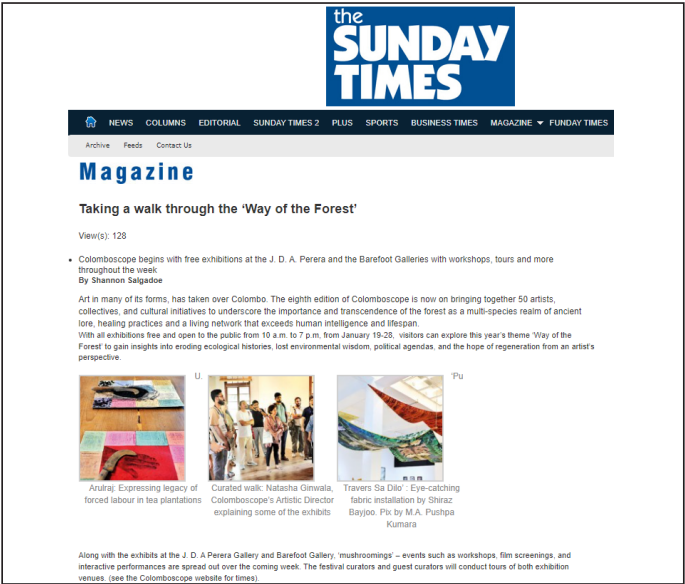 the
SUNDAY
TIMES
NEWS COLUMNS EDITORIAL SUNDAY TIMES 2 PLUS SPORTS BUSINESS TIMES MAGAZINE FUNDAY TIMES
Archive Feeds Contact Us
Magazine
Taking a walk through the ‘Way of the Forest’
View(s): 128
Colomboscope begins with free exhibitions at the J. D. A. Perera and the Barefoot Galleries with workshops, tours and more
throughout the week
By Shannon Salgadoe
Art in many of its forms, has taken over Colombo. The eighth edition of Colomboscope is now on bringing together 50 artists,
collectives, and cultural initiatives to underscore the importance and transcendence of the forest as a multi-species realm of ancient
lore, healing practices and a living network that exceeds human intelligence and lifespan.
With all exhibitions free and open to the public from 10 a.m. to 7 p.m, from January 19-28, visitors can explore this year’s theme ‘Way of the
Forest’ to gain insights into eroding ecological histories, lost environmental wisdom, political agendas, and the hope of regeneration from an artist’s
perspective.
U.
Arulraj: Expressing legacy of
forced labour in tea plantations
Curated walk: Natasha Ginwala,
Colomboscope’s Artistic Director
explaining some of the exhibits
‘Pu
Travers Sa Dilo’ : Eye-catching
fabric installation by Shiraz
Bayjoo. Pix by M.A. Pushpa
Kumara
Along with the exhibits at the J. D. A Perera Gallery and Barefoot Gallery, ‘mushroomings’ – events such as workshops, film screenings, and
interactive performances are spread out over the coming week. The festival curators and guest curators will conduct tours of both exhibition
venues. (see the Colomboscope website for times).